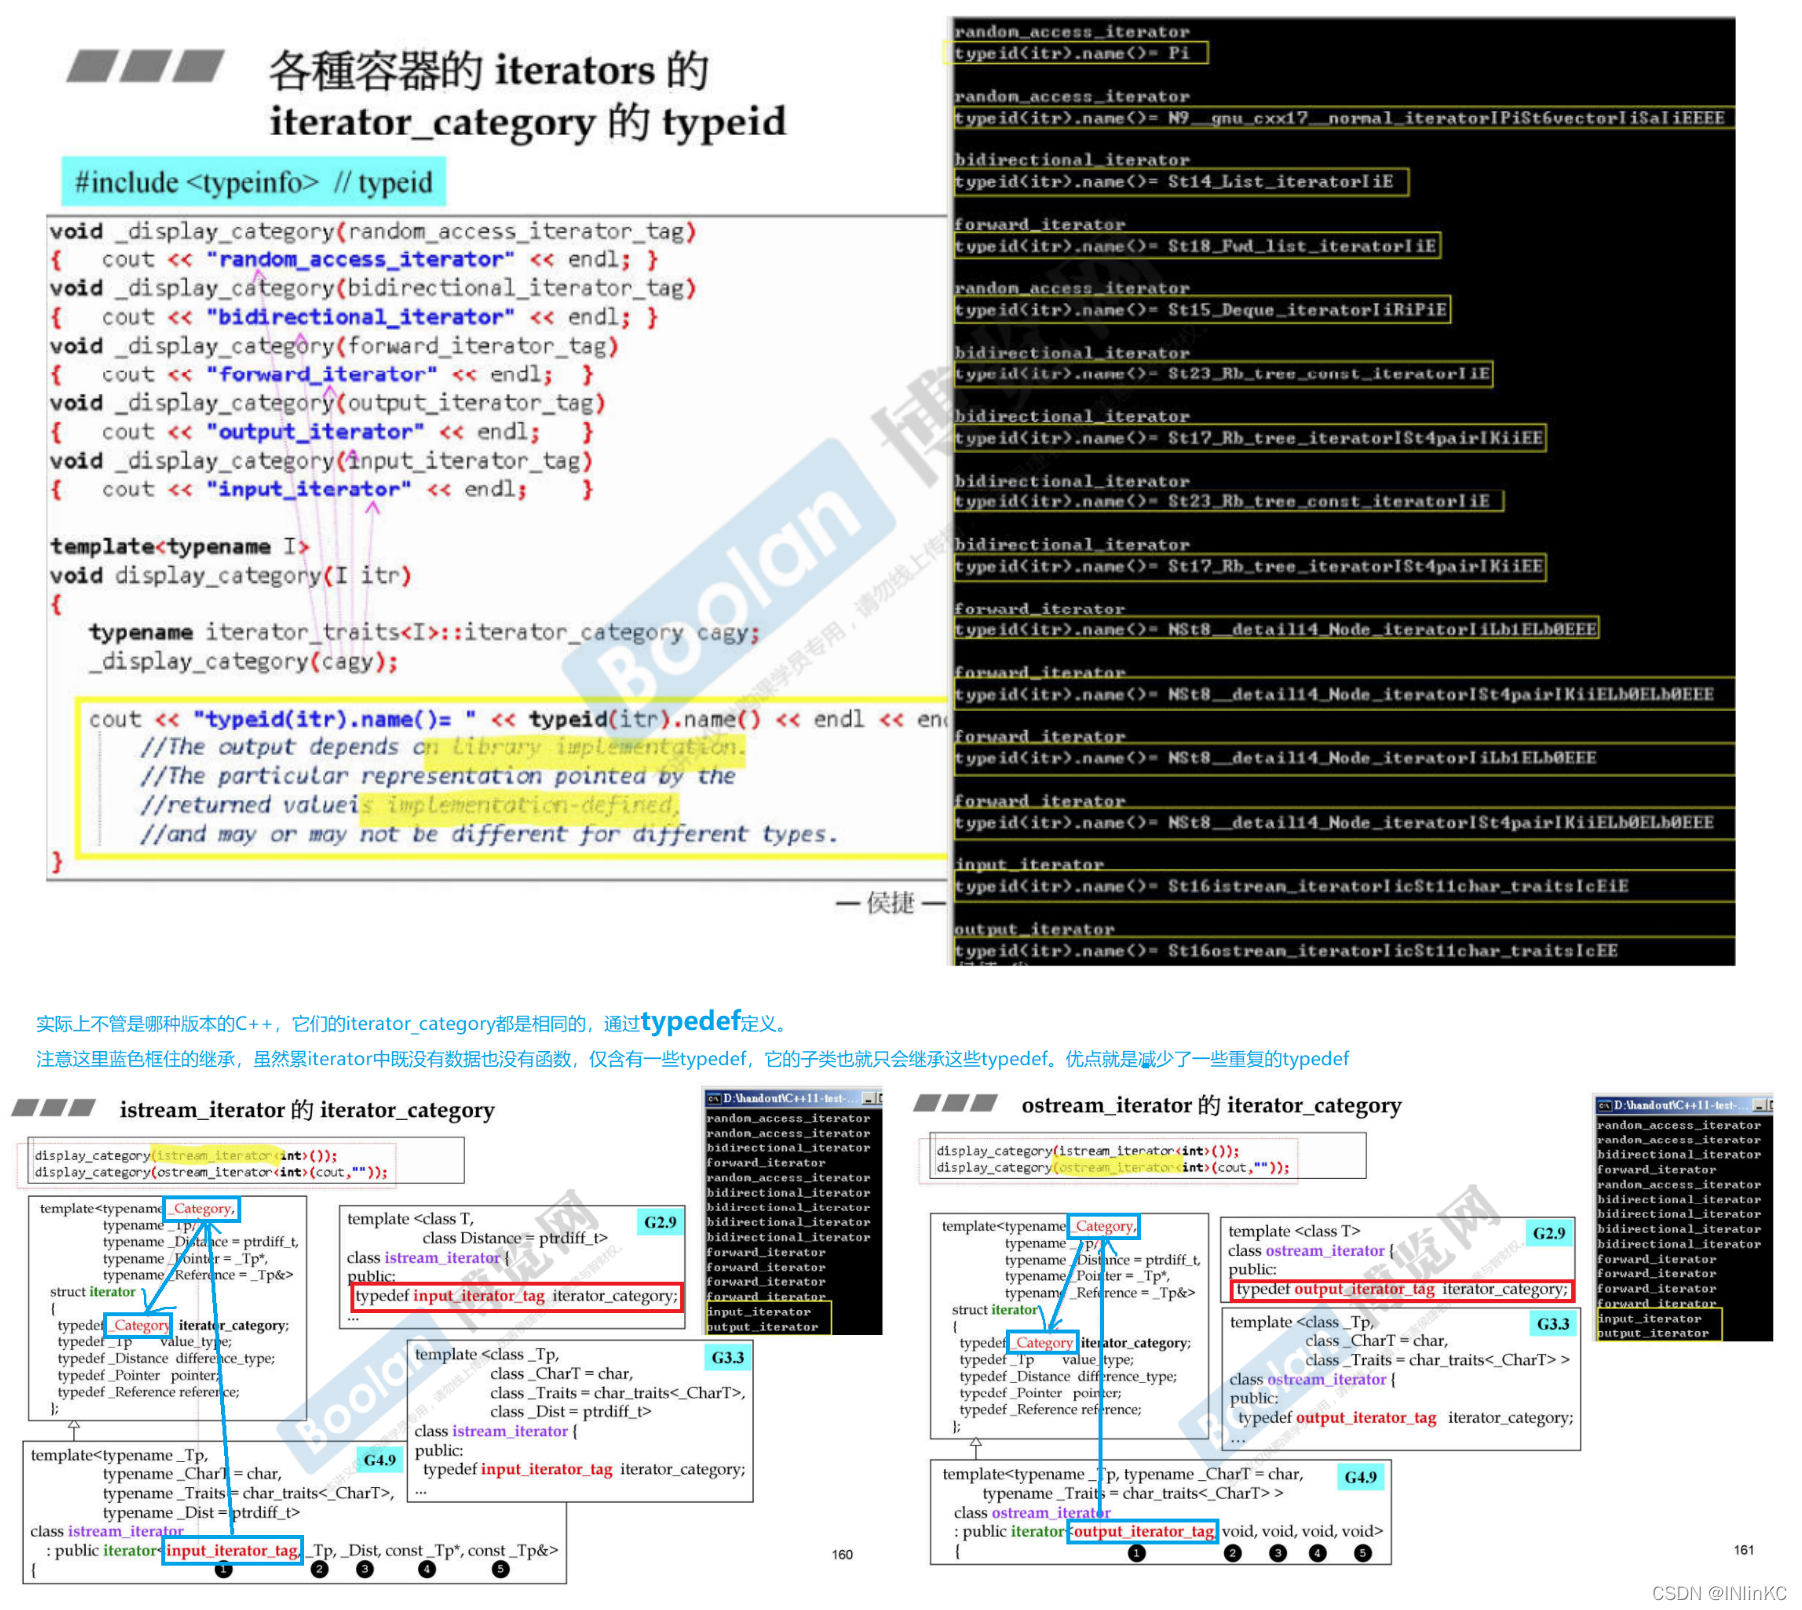 各種容器的 iterators 的
iterator_category 的 typeid
#include <typeinfo> // typeid
void _display_category(random_access_iterator_tag)
{ cout << "random_access_iterator" << endl; }
void _display_category(bidirectional_iterator_tag)
{ cout << "bidirectional_iterator" << endl; }
void _display_category(forward_iterator_tag)
{ cout << "forward_iterator" << endl; }
void _display_category(output_iterator_tag)
{ cout << "output_iterator" << endl; }
void _display_category(input_iterator_tag)
{ cout << "input_iterator" << endl; }
template<typename I>
void display_category(I itr)
{
typename iterator_traits<I>::iterator_category cagy;
_display_category(cagy);
cout << "typeid(itr).name()= " << typeid(itr).name() << endl <<
//The output depends on library implementation.
//The particular representation pointed by the
//returned valueis implementation-defined,
//and may or may not be different for different types.
}
— 侯捷 —
random_access_iterator
typeid(itr).name()= Pi
random_access_iterator
typeid(itr).name()= N9__gnu_cxx17__normal_iteratorIPiSt6vectorIiSaIiEEEE
bidirectional_iterator
typeid(itr).name()= St14_List_iteratorIiE
forward_iterator
typeid(itr).name()= St18_Fwd_list_iteratorIiE
random_access_iterator
typeid(itr).name()= St15_Deque_iteratorIiRiPiE
bidirectional_iterator
typeid(itr).name()= St23_Rb_tree_const_iteratorIiE
bidirectional_iterator
typeid(itr).name()= St17_Rb_tree_iteratorISt4pairIKiiEE
bidirectional_iterator
typeid(itr).name()= St23_Rb_tree_const_iteratorIiE
bidirectional_iterator
typeid(itr).name()= St17_Rb_tree_iteratorISt4pairIKiiEE
forward_iterator
typeid(itr).name()= NSt8__detail14_Node_iteratorIiLb1ELb0EEE
forward_iterator
typeid(itr).name()= NSt8__detail14_Node_iteratorISt4pairIKiiELb0ELb0EEE
forward_iterator
typeid(itr).name()= NSt8__detail14_Node_iteratorIiLb1ELb0EEE
forward_iterator
typeid(itr).name()= NSt8__detail14_Node_iteratorISt4pairIKiiELb0ELb0EEE
input_iterator
typeid(itr).name()= St16istream_iteratorIicSt11char_traitsIcEiE
output_iterator
typeid(itr).name()= St16ostream_iteratorIicSt11char_traitsIcEE
Boolan 博览网
实际上不管是哪种版本的C++，它们的iterator_category都是相同的，通过typedef定义。
注意这里蓝色框住的继承，虽然累iterator中既没有数据也没有函数，仅含有一些typedef，它的子类也就只会继承这些typedef。优点就是减少了一些重复的typedef
istream_iterator 的 iterator_category
display_category(istream_iterator<int>());
display_category(ostream_iterator<int>(cout,""));
template<typename _Category,
typename _Tp,
typename _Distance = ptrdiff_t,
typename _Pointer = _Tp*,
typename _Reference = _Tp&>
struct iterator
{
typedef _Category iterator_category;
typedef _Tp value_type;
typedef _Distance difference_type;
typedef _Pointer pointer;
typedef _Reference reference;
};
template<typename _Tp,
typename _CharT = char,
typename _Traits = char_traits<_CharT>,
typename _Dist = ptrdiff_t>
class istream_iterator
: public iterator<input_iterator_tag, _Tp, _Dist, const _Tp*, const _Tp&>
{
1 2 3 4 5
G4.9
template <class T,
class Distance = ptrdiff_t>
class istream_iterator {
public:
typedef input_iterator_tag iterator_category;
...
G2.9
template <class _Tp,
class _CharT = char,
class _Traits = char_traits<_CharT>,
class _Dist = ptrdiff_t>
class istream_iterator {
public:
typedef input_iterator_tag iterator_category;
...
G3.3
D:\handout\C++11-test-...
random_access_iterator
random_access_iterator
bidirectional_iterator
forward_iterator
random_access_iterator
bidirectional_iterator
bidirectional_iterator
bidirectional_iterator
bidirectional_iterator
forward_iterator
forward_iterator
forward_iterator
forward_iterator
input_iterator
output_iterator
Boolan 博览网
160
ostream_iterator 的 iterator_category
display_category(istream_iterator<int>());
display_category(ostream_iterator<int>(cout,""));
template<typename _Category,
typename _Tp,
typename _Distance = ptrdiff_t,
typename _Pointer = _Tp*,
typename _Reference = _Tp&>
struct iterator
{
typedef _Category iterator_category;
typedef _Tp value_type;
typedef _Distance difference_type;
typedef _Pointer pointer;
typedef _Reference reference;
};
template<typename _Tp, typename _CharT = char,
typename _Traits = char_traits<_CharT> >
class ostream_iterator
: public iterator<output_iterator_tag, void, void, void, void>
{
1 2 3 4 5
G4.9
template <class T>
class ostream_iterator {
public:
typedef output_iterator_tag iterator_category;
G2.9
template <class _Tp,
class _CharT = char,
class _Traits = char_traits<_CharT> >
class ostream_iterator {
public:
typedef output_iterator_tag iterator_category;
...
G3.3
D:\handout\C++11-test-...
random_access_iterator
random_access_iterator
bidirectional_iterator
forward_iterator
random_access_iterator
bidirectional_iterator
bidirectional_iterator
bidirectional_iterator
bidirectional_iterator
forward_iterator
forward_iterator
forward_iterator
forward_iterator
input_iterator
output_iterator
Boolan 博览网
161
CSDN @INlinKC